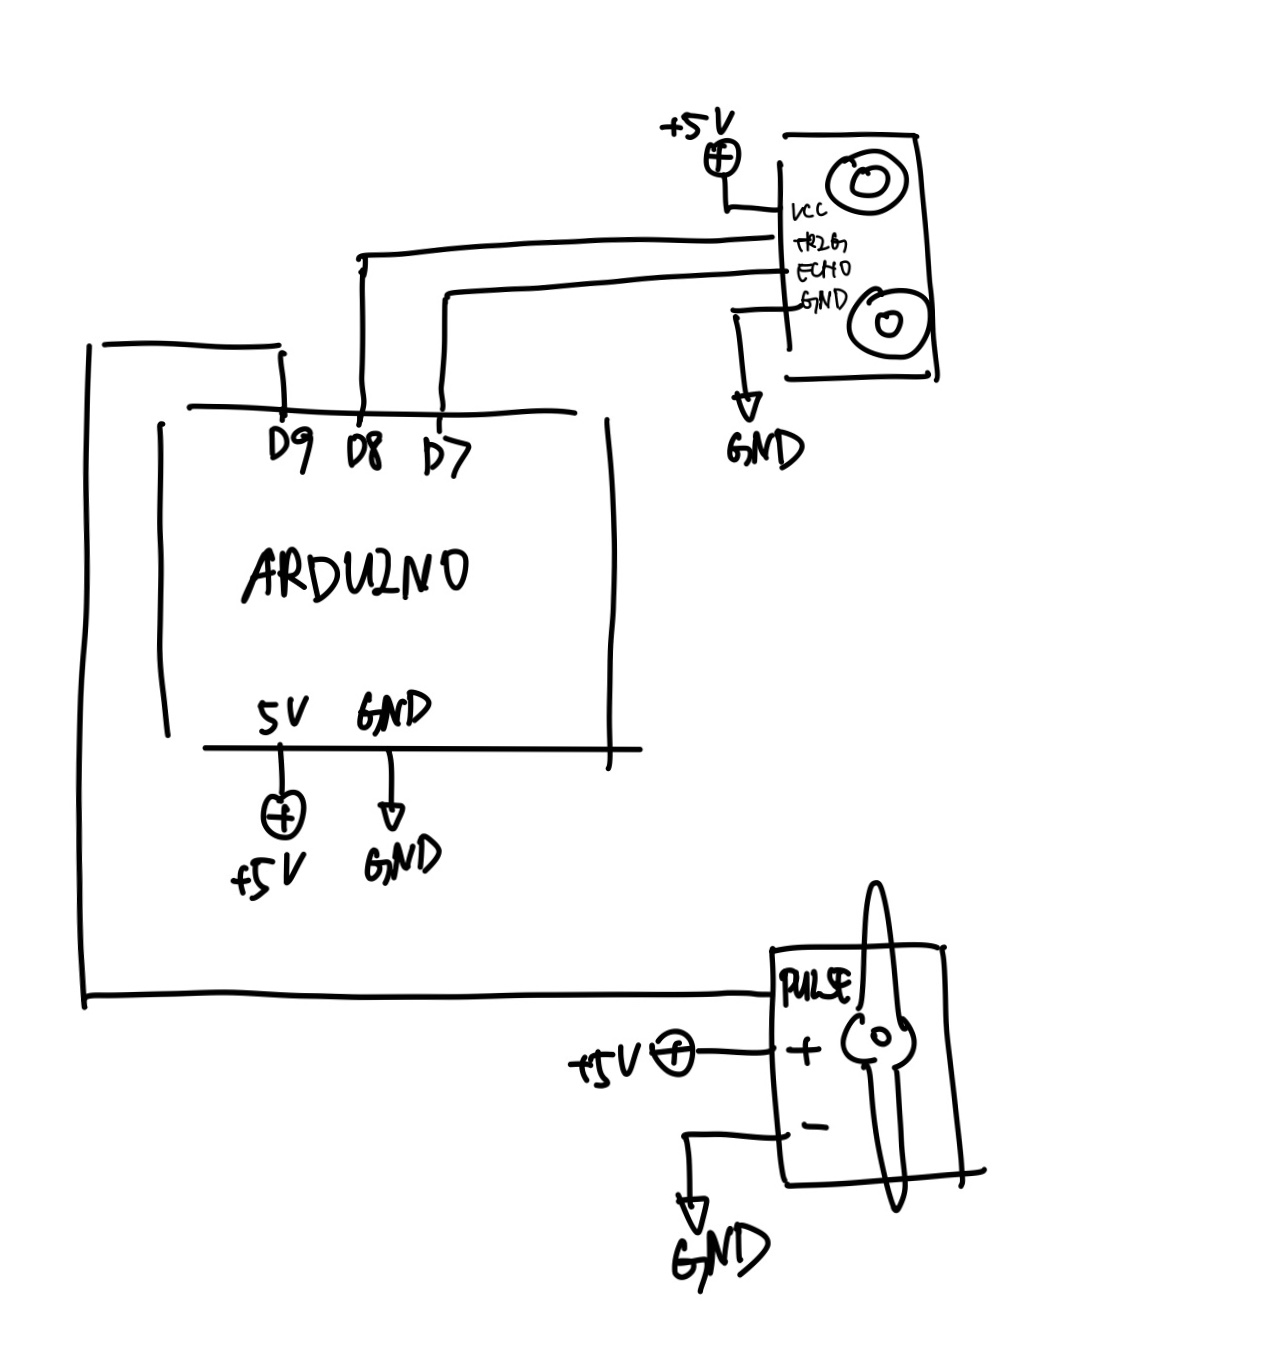 +5V
VCC
TRIG
ECHO
GND
GND
D9 D8 D7
ARDUINO
5V GND
+5V GND
PULSE
+5V +
-
GND